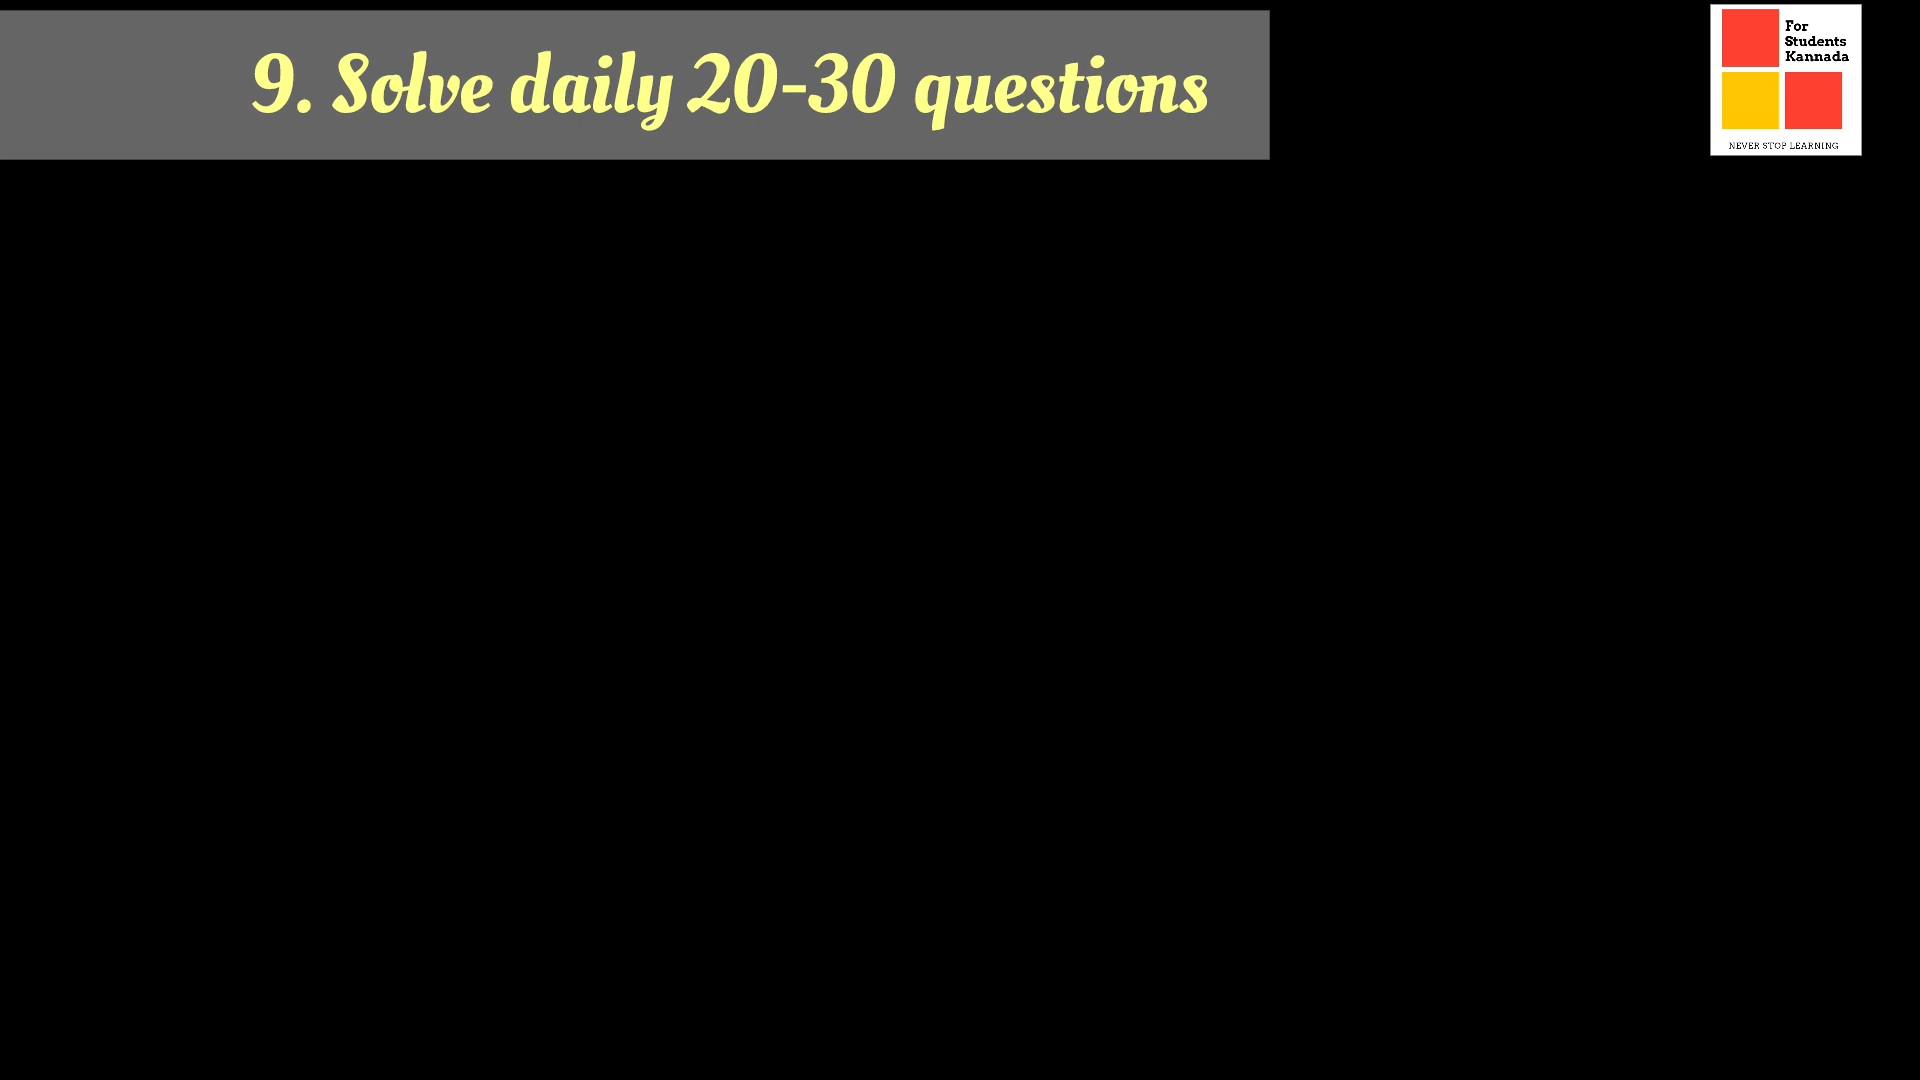 9. Solve daily 20-30 questions
For
Students
Kannada
NEVER STOP LEARNING